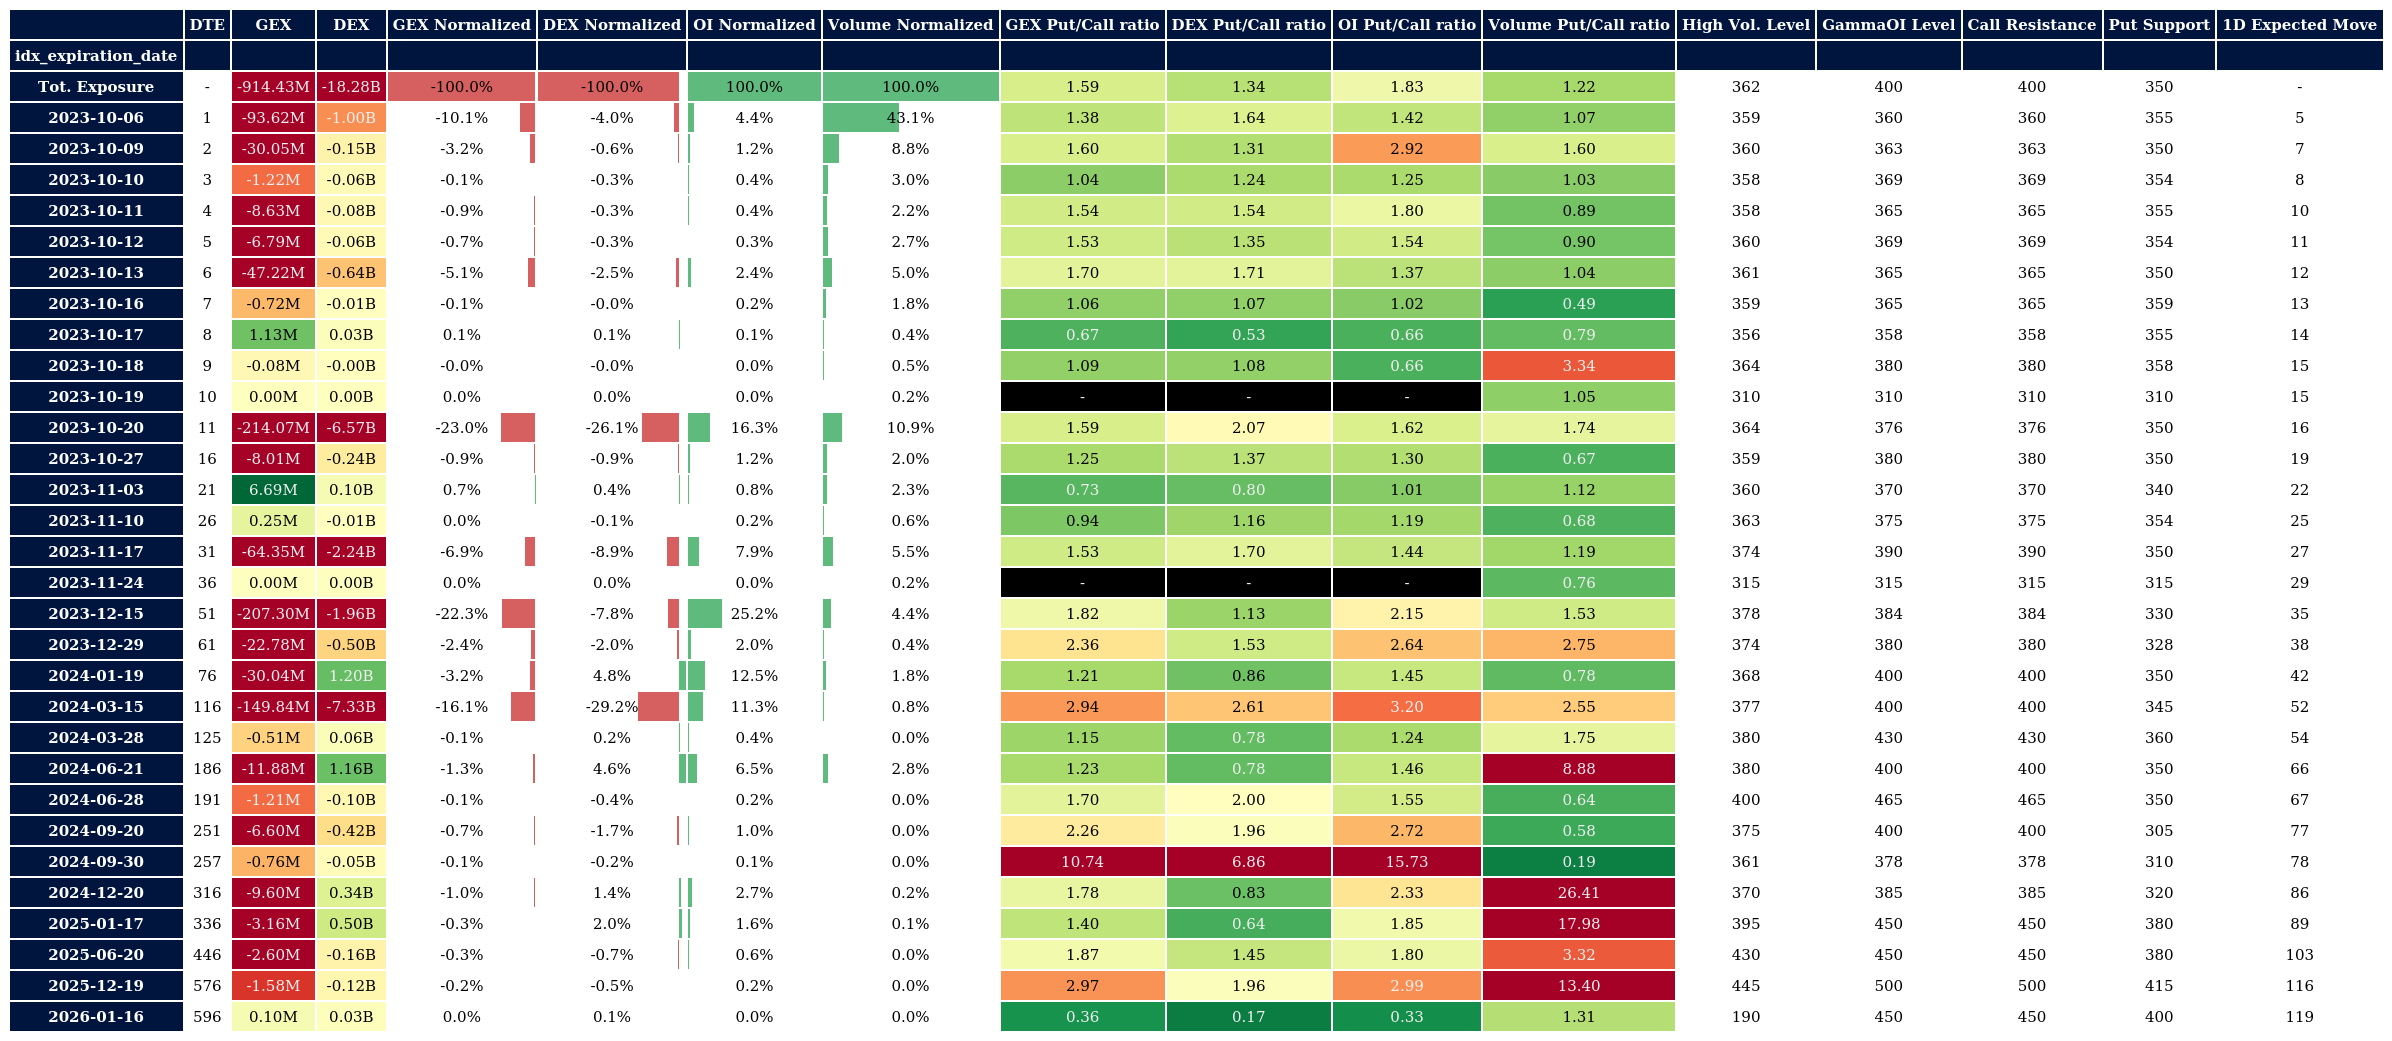 DTE GEX DEX GEX Normalized DEX Normalized OI Normalized Volume Normalized GEX Put/Call ratio DEX Put/Call ratio OI Put/Call ratio Volume Put/Call ratio High Vol. Level GammaOI Level Call Resistance Put Support 1D Expected Move
idx_expiration_date
Tot. Exposure - -914.43M -18.28B -100.0% -100.0% 100.0% 100.0% 1.59 1.34 1.83 1.22 362 400 400 350 -
2023-10-06 1 -93.62M -1.00B -10.1% -4.0% 4.4% 43.1% 1.38 1.64 1.42 1.07 359 360 360 355 5
2023-10-09 2 -30.05M -0.15B -3.2% -0.6% 1.2% 8.8% 1.60 1.31 2.92 1.60 360 363 363 350 7
2023-10-10 3 -1.22M -0.06B -0.1% -0.3% 0.4% 3.0% 1.04 1.24 1.25 1.03 358 369 369 354 8
2023-10-11 4 -8.63M -0.08B -0.9% -0.3% 0.4% 2.2% 1.54 1.54 1.80 0.89 358 365 365 355 10
2023-10-12 5 -6.79M -0.06B -0.7% -0.3% 0.3% 2.7% 1.53 1.35 1.54 0.90 360 369 369 354 11
2023-10-13 6 -47.22M -0.64B -5.1% -2.5% 2.4% 5.0% 1.70 1.71 1.37 1.04 361 365 365 350 12
2023-10-16 7 -0.72M -0.01B -0.1% -0.0% 0.2% 1.8% 1.06 1.07 1.02 0.49 359 365 365 359 13
2023-10-17 8 1.13M 0.03B 0.1% 0.1% 0.1% 0.4% 0.67 0.53 0.66 0.79 356 358 358 355 14
2023-10-18 9 -0.08M -0.00B -0.0% -0.0% 0.0% 0.5% 1.09 1.08 0.66 3.34 364 380 380 358 15
2023-10-19 10 0.00M 0.00B 0.0% 0.0% 0.0% 0.2% - - - 1.05 310 310 310 310 15
2023-10-20 11 -214.07M -6.57B -23.0% -26.1% 16.3% 10.9% 1.59 2.07 1.62 1.74 364 376 376 350 16
2023-10-27 16 -8.01M -0.24B -0.9% -0.9% 1.2% 2.0% 1.25 1.37 1.30 0.67 359 380 380 350 19
2023-11-03 21 6.69M 0.10B 0.7% 0.4% 0.8% 2.3% 0.73 0.80 1.01 1.12 360 370 370 340 22
2023-11-10 26 0.25M -0.01B 0.0% -0.1% 0.2% 0.6% 0.94 1.16 1.19 0.68 363 375 375 354 25
2023-11-17 31 -64.35M -2.24B -6.9% -8.9% 7.9% 5.5% 1.53 1.70 1.44 1.19 374 390 390 350 27
2023-11-24 36 0.00M 0.00B 0.0% 0.0% 0.0% 0.2% - - - 0.76 315 315 315 315 29
2023-12-15 51 -207.30M -1.96B -22.3% -7.8% 25.2% 4.4% 1.82 1.13 2.15 1.53 378 384 384 330 35
2023-12-29 61 -22.78M -0.50B -2.4% -2.0% 2.0% 0.4% 2.36 1.53 2.64 2.75 374 380 380 328 38
2024-01-19 76 -30.04M 1.20B -3.2% 4.8% 12.5% 1.8% 1.21 0.86 1.45 0.78 368 400 400 350 42
2024-03-15 116 -149.84M -7.33B -16.1% -29.2% 11.3% 0.8% 2.94 2.61 3.20 2.55 377 400 400 345 52
2024-03-28 125 -0.51M 0.06B -0.1% 0.2% 0.4% 0.0% 1.15 0.78 1.24 1.75 380 430 430 360 54
2024-06-21 186 -11.88M 1.16B -1.3% 4.6% 6.5% 2.8% 1.23 0.78 1.46 8.88 380 400 400 350 66
2024-06-28 191 -1.21M -0.10B -0.1% -0.4% 0.2% 0.0% 1.70 2.00 1.55 0.64 400 465 465 350 67
2024-09-20 251 -6.60M -0.42B -0.7% -1.7% 1.0% 0.0% 2.26 1.96 2.72 0.58 375 400 400 305 77
2024-09-30 257 -0.76M -0.05B -0.1% -0.2% 0.1% 0.0% 10.74 6.86 15.73 0.19 361 378 378 310 78
2024-12-20 316 -9.60M 0.34B -1.0% 1.4% 2.7% 0.2% 1.78 0.83 2.33 26.41 370 385 385 320 86
2025-01-17 336 -3.16M 0.50B -0.3% 2.0% 1.6% 0.1% 1.40 0.64 1.85 17.98 395 450 450 380 89
2025-06-20 446 -2.60M -0.16B -0.3% -0.7% 0.6% 0.0% 1.87 1.45 1.80 3.32 430 450 450 380 103
2025-12-19 576 -1.58M -0.12B -0.2% -0.5% 0.2% 0.0% 2.97 1.96 2.99 13.40 445 500 500 415 116
2026-01-16 596 0.10M 0.03B 0.0% 0.1% 0.0% 0.0% 0.36 0.17 0.33 1.31 190 450 450 400 119